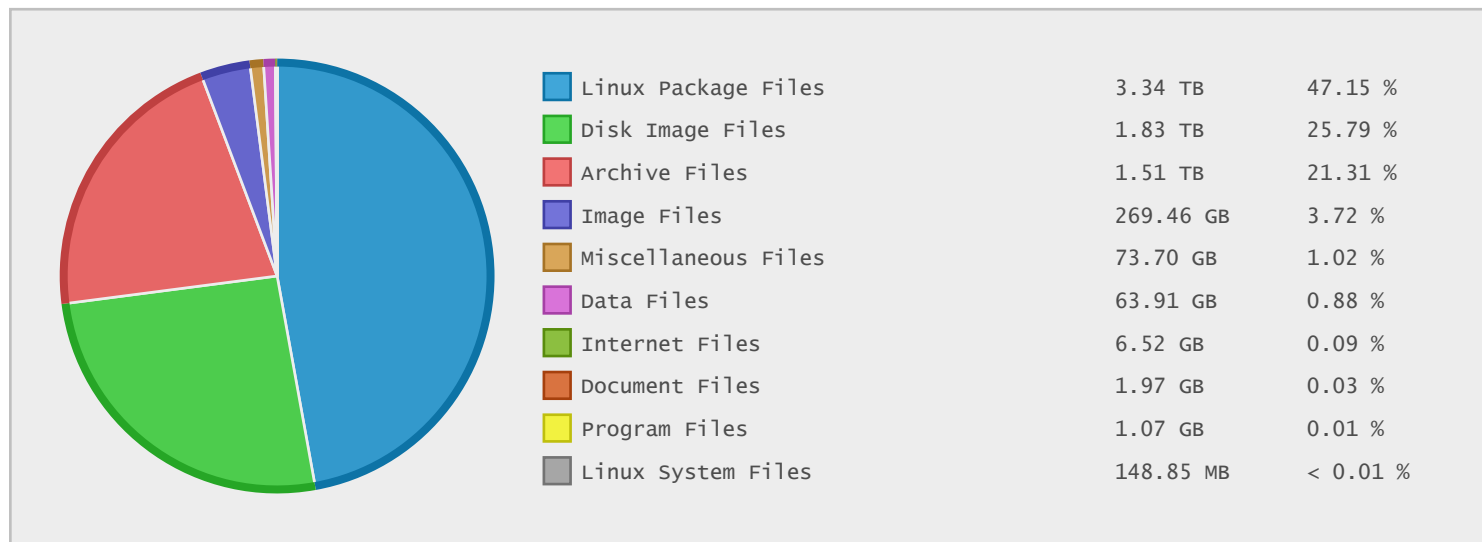 Linux Package Files 3.34 TB 47.15 %
Disk Image Files 1.83 TB 25.79 %
Archive Files 1.51 TB 21.31 %
Image Files 269.46 GB 3.72 %
Miscellaneous Files 73.70 GB 1.02 %
Data Files 63.91 GB 0.88 %
Internet Files 6.52 GB 0.09 %
Document Files 1.97 GB 0.03 %
Program Files 1.07 GB 0.01 %
Linux System Files 148.85 MB < 0.01 %